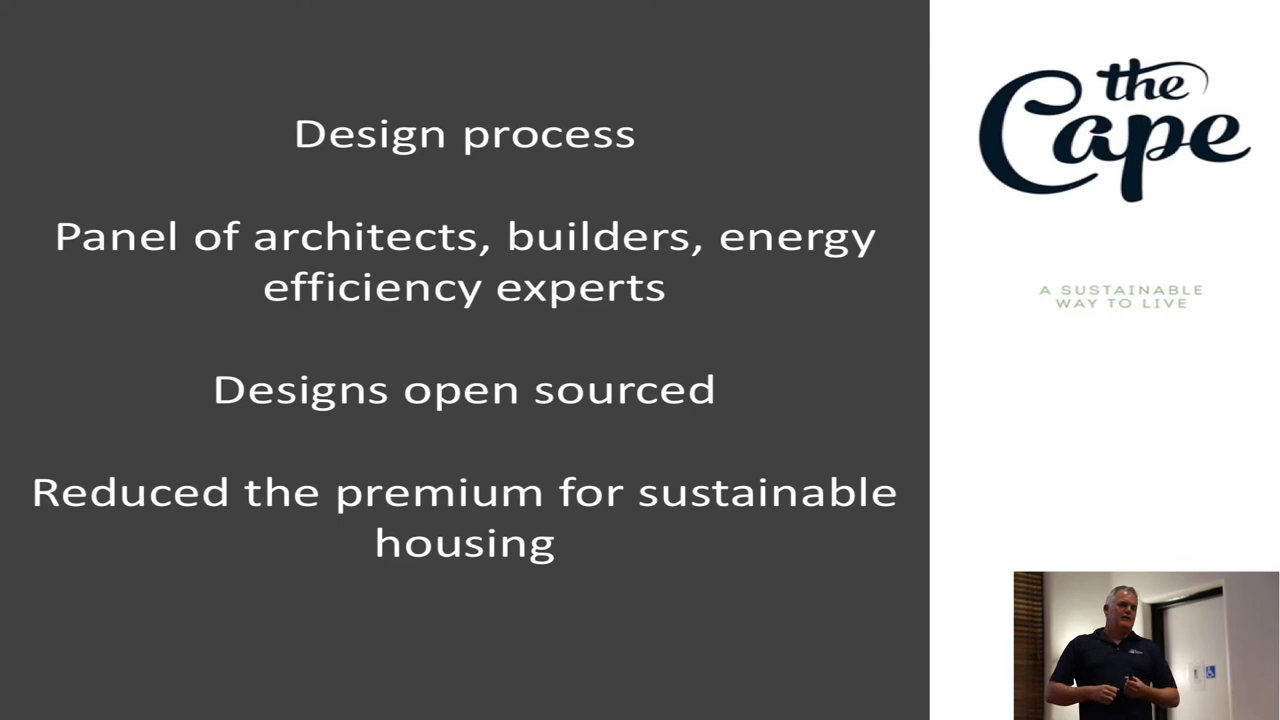 Design process
Panel of architects, builders, energy
efficiency experts
Designs open sourced
Reduced the premium for sustainable
housing
the
Cape
A SUSTAINABLE
WAY TO LIVE